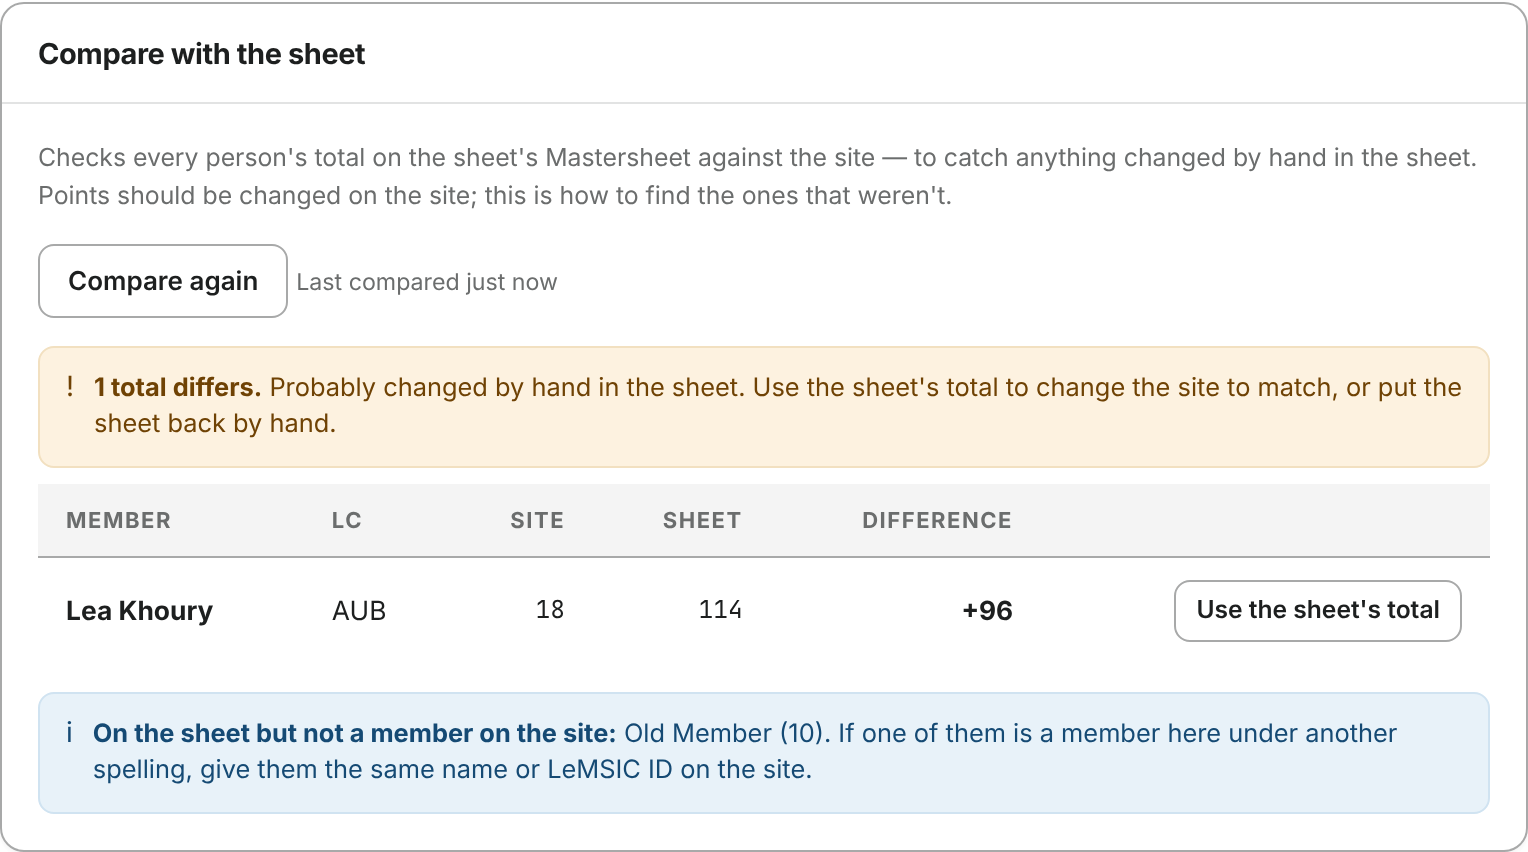 Compare with the sheet
Checks every person's total on the sheet's Mastersheet against the site — to catch anything changed by hand in the sheet.
Points should be changed on the site; this is how to find the ones that weren't.
Compare again Last compared just now
! 1 total differs. Probably changed by hand in the sheet. Use the sheet's total to change the site to match, or put the
sheet back by hand.
MEMBER LC SITE SHEET DIFFERENCE
Lea Khoury AUB 18 114 +96 Use the sheet's total
i On the sheet but not a member on the site: Old Member (10). If one of them is a member here under another
spelling, give them the same name or LeMSIC ID on the site.